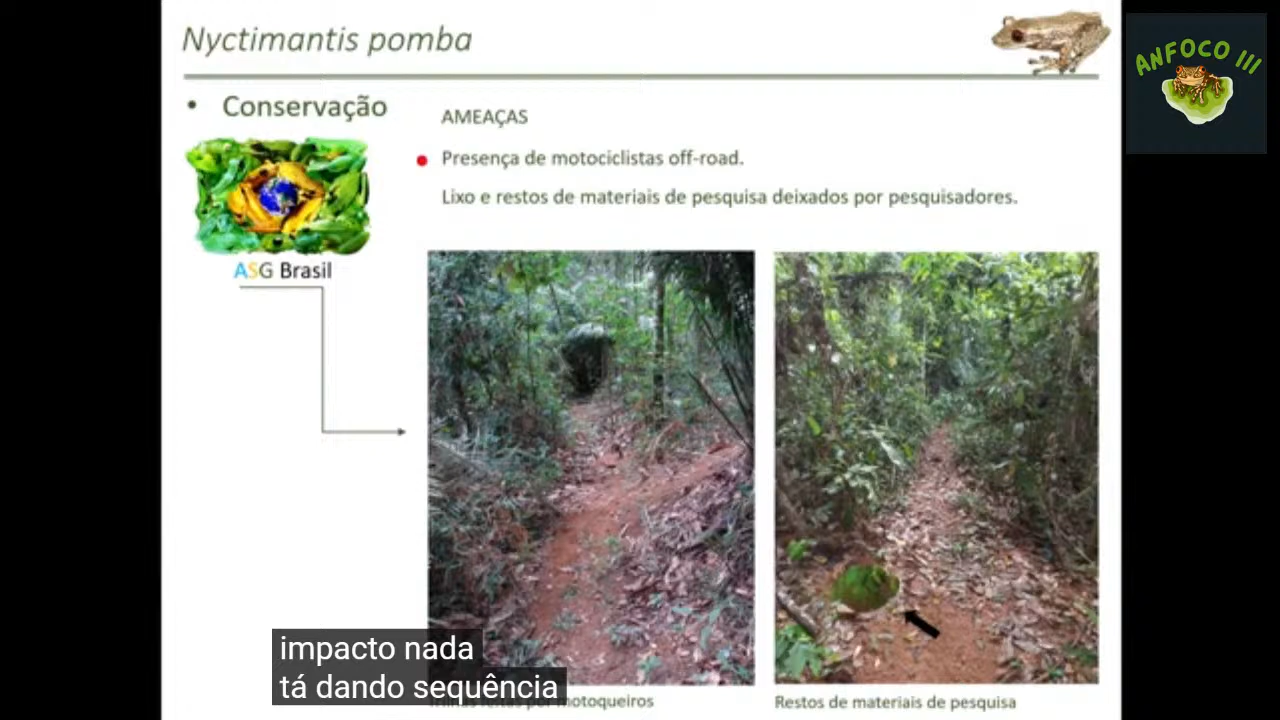 Nyctimantis pomba
ANFOCO III
• Conservação
AMEAÇAS
Presença de motociclistas off-road.
Lixo e restos de materiais de pesquisa deixados por pesquisadores.
ASG Brasil
impacto nada
tá dando sequência
motoqueiros
Restos de materiais de pesquisa